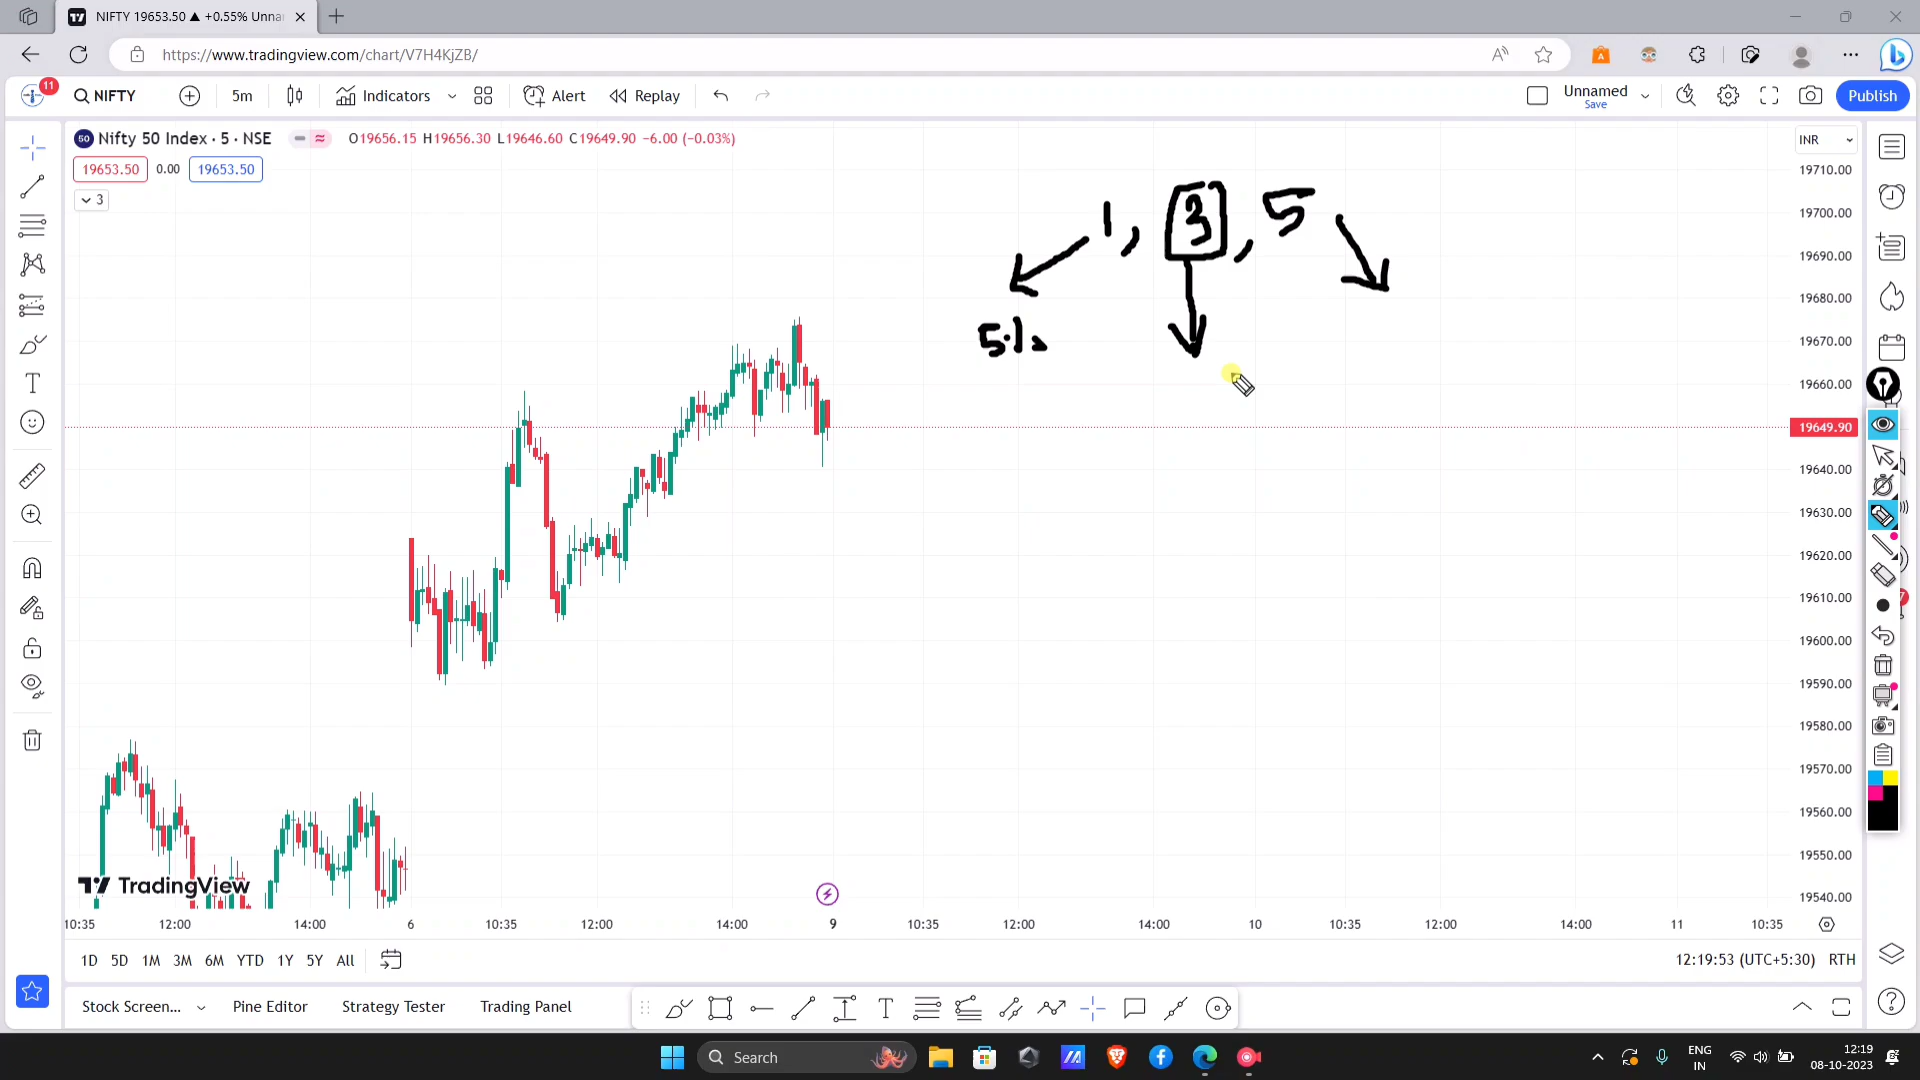 NIFTY 19653.50 ▲ +0.55% Unna
https://www.tradingview.com/chart/V7H4KjZB/
11 NIFTY 5m Indicators Alert Replay Unnamed Save Publish
50 Nifty 50 Index · 5 · NSE O19656.15 H19656.30 L19646.60 C19649.90 −6.00 (−0.03%) INR
19653.50 0.00 19653.50
3
19710.00
19700.00
19690.00
19680.00
19670.00
19660.00
19649.90
19640.00
19630.00
19620.00
19610.00
19600.00
19590.00
19580.00
19570.00
19560.00
19550.00
19540.00
1, 3, 5
TradingView
10:35 12:00 14:00 6 10:35 12:00 14:00 9 10:35 12:00 14:00 10 10:35 12:00 14:00 11 10:35
1D 5D 1M 3M 6M YTD 1Y 5Y All 12:19:53 (UTC+5:30) RTH
Stock Screen... Pine Editor Strategy Tester Trading Panel
Search ENG IN 12:19 08-10-2023